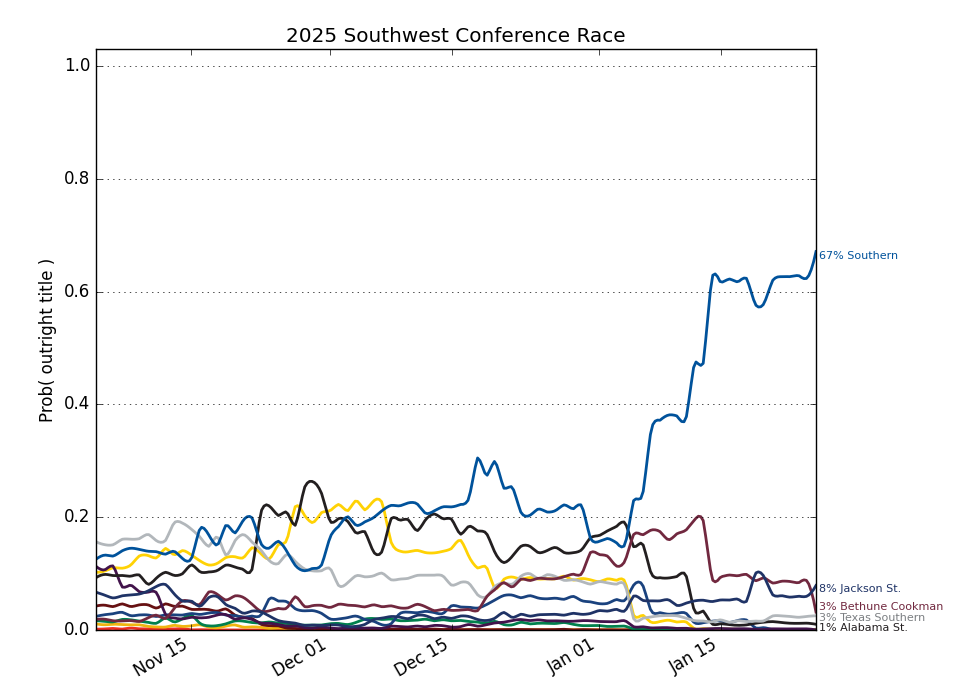 2025 Southwest Conference Race
Prob( outright title )
1.0
0.8
0.6
0.4
0.2
0.0
67% Southern
8% Jackson St.
3% Bethune Cookman
3% Texas Southern
1% Alabama St.
Nov 15
Dec 01
Dec 15
Jan 01
Jan 15